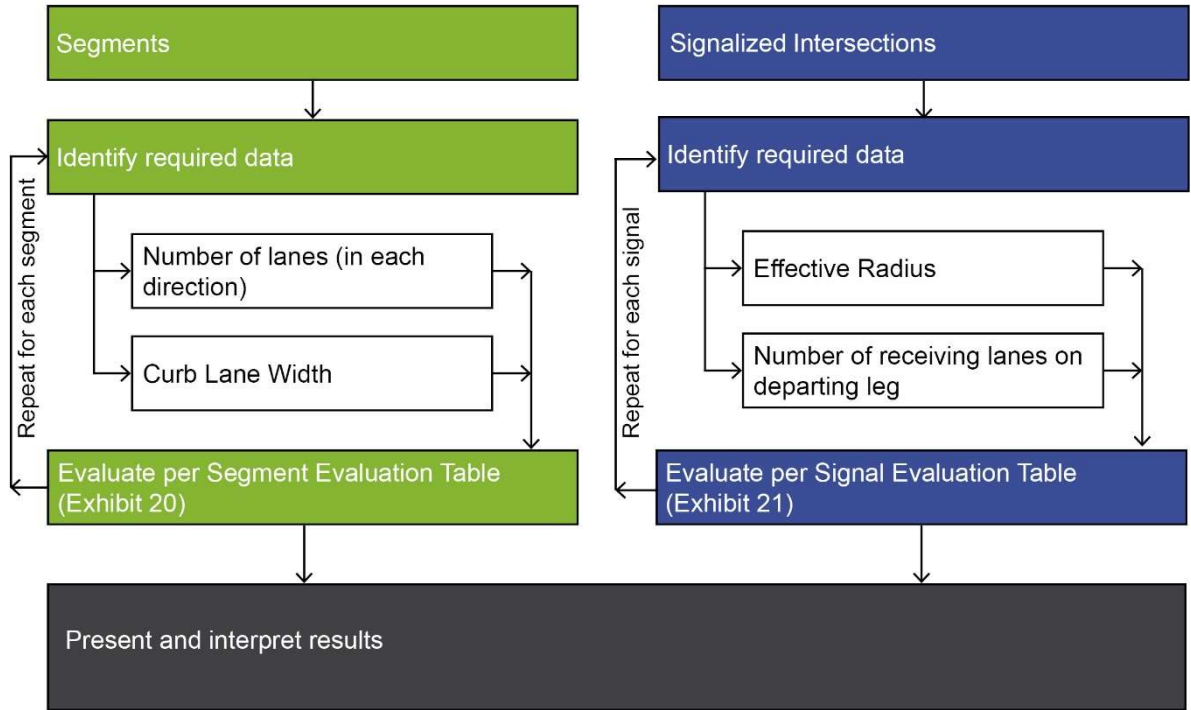 Segments
Identify required data
Repeat for each segment
Number of lanes (in each
direction)
Curb Lane Width
Evaluate per Segment Evaluation Table
(Exhibit 20)
Signalized Intersections
Identify required data
Repeat for each signal
Effective Radius
Number of receiving lanes on
departing leg
Evaluate per Signal Evaluation Table
(Exhibit 21)
Present and interpret results